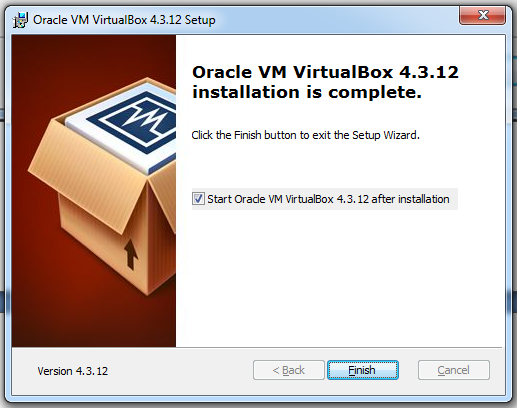 Oracle VM VirtualBox 4.3.12 Setup
Oracle VM VirtualBox 4.3.12
installation is complete.
Click the Finish button to exit the Setup Wizard.
Start Oracle VM VirtualBox 4.3.12 after installation
Version 4.3.12
< Back
Finish
Cancel